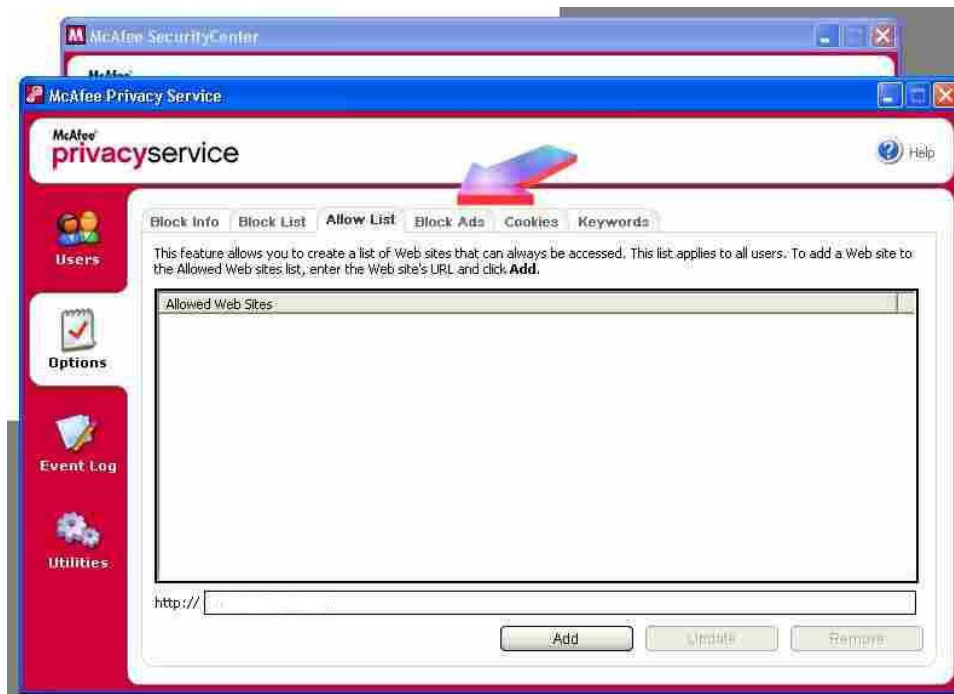 McAfee SecurityCenter
McAfee
McAfee Privacy Service
McAfee
privacyservice
Help
Block Info Block List Allow List Block Ads Cookies Keywords
Users
This feature allows you to create a list of Web sites that can always be accessed. This list applies to all users. To add a Web site to
the Allowed Web sites list, enter the Web site's URL and click Add.
Allowed Web Sites
Options
Event Log
Utilities
http://
Add Update Remove